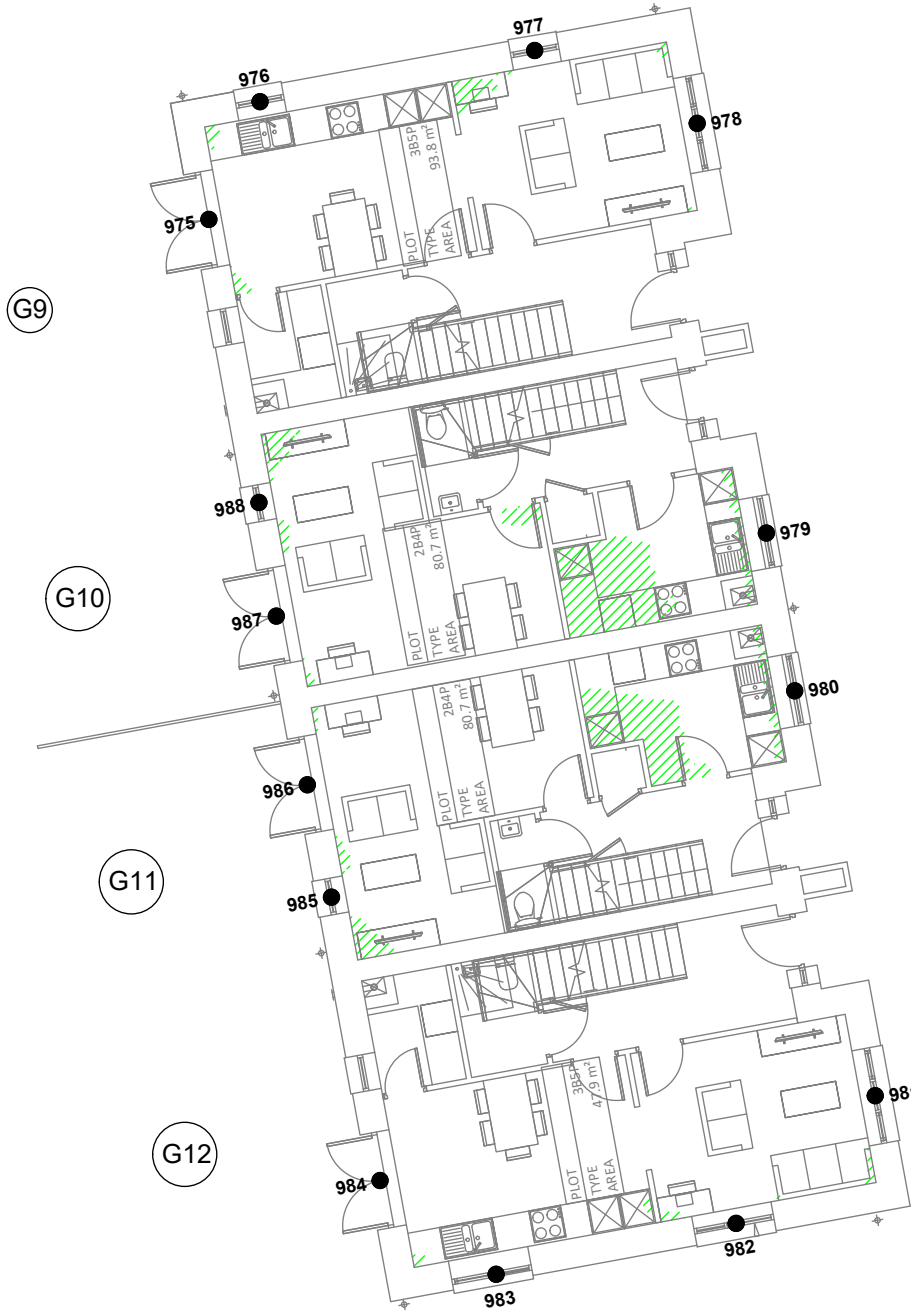 977
976
978
3B5P
93.8 m²
975
PLOT
TYPE
AREA
G9
988
979
2B4P
80.7 m²
G10
987
PLOT
TYPE
AREA
980
2B4P
80.7 m²
986
PLOT
TYPE
AREA
G11
985
3B5P
47.9 m²
G12
984
PLOT
TYPE
AREA
982
983